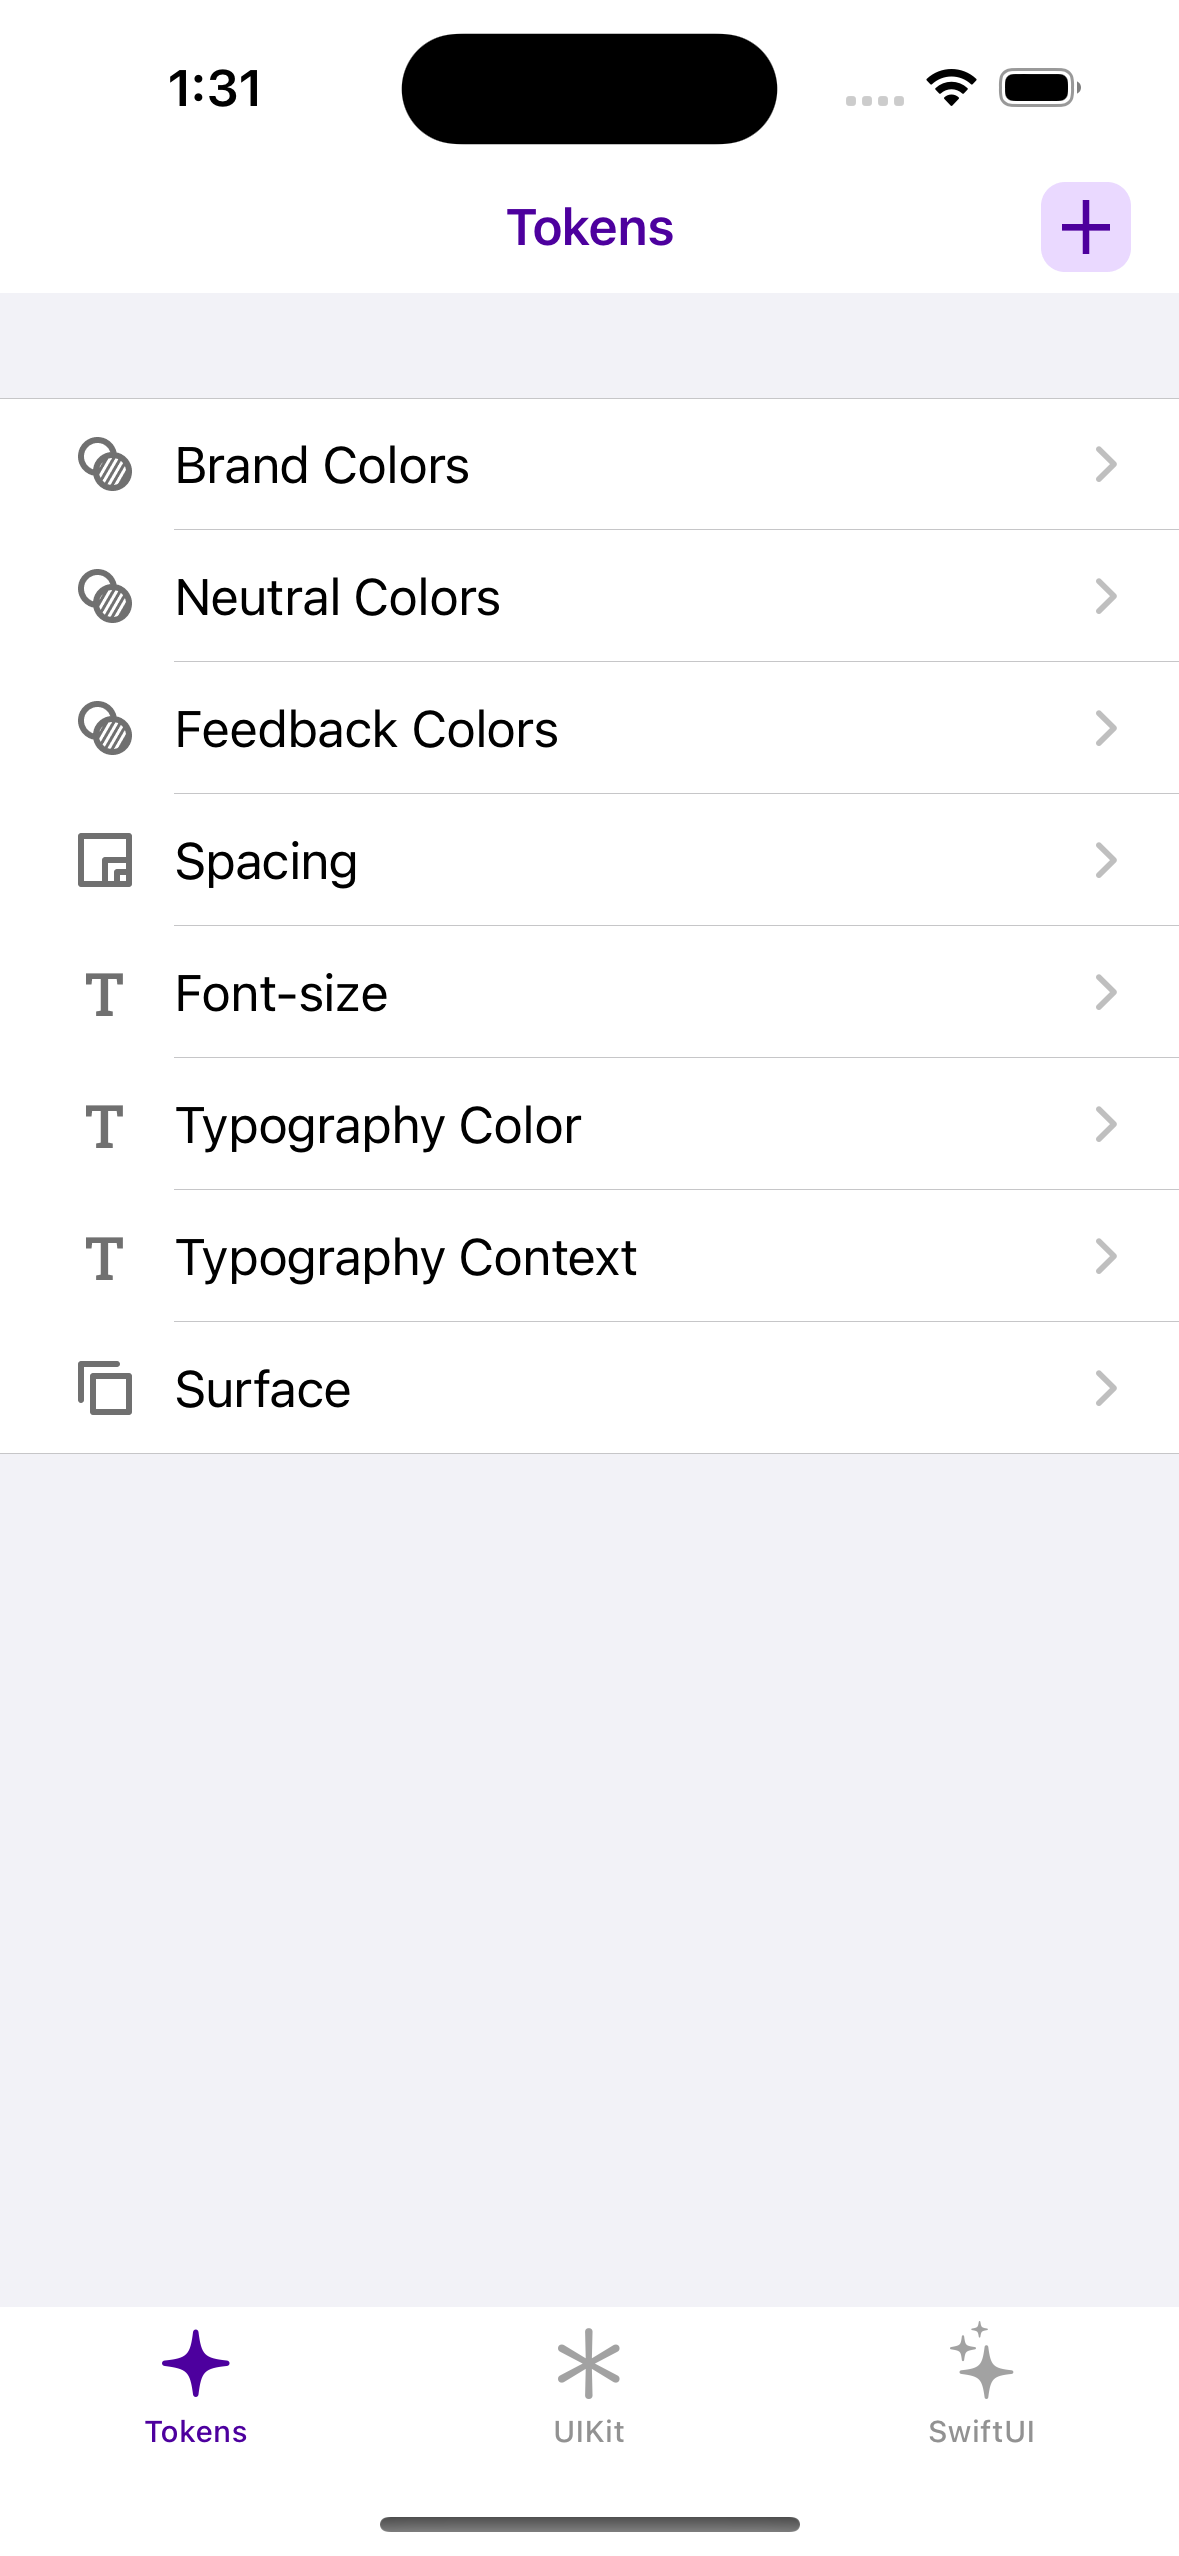 1:31
Tokens
Brand Colors
Neutral Colors
Feedback Colors
Spacing
Font-size
Typography Color
Typography Context
Surface
Tokens
UIKit
SwiftUI